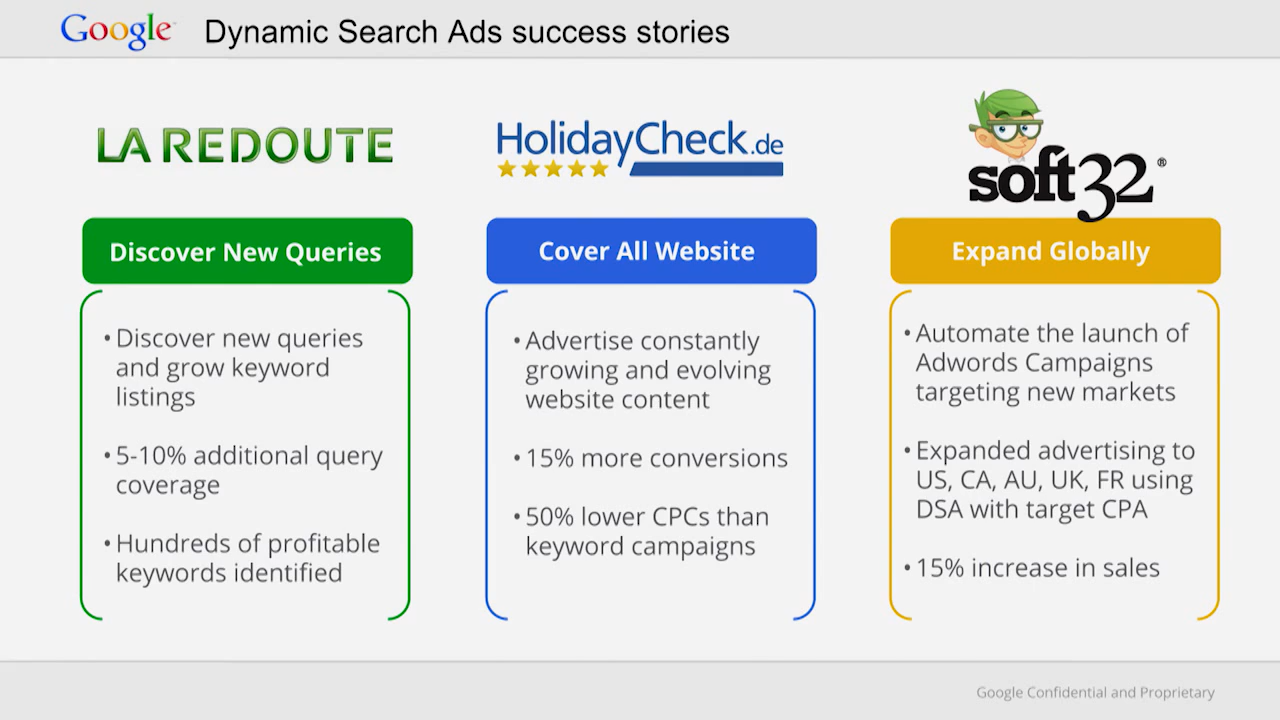 Google Dynamic Search Ads success stories
LA REDOUTE
Discover New Queries
• Discover new queries
and grow keyword
listings
• 5-10% additional query
coverage
• Hundreds of profitable
keywords identified
HolidayCheck.de
Cover All Website
• Advertise constantly
growing and evolving
website content
• 15% more conversions
• 50% lower CPCs than
keyword campaigns
soft32®
Expand Globally
• Automate the launch of
Adwords Campaigns
targeting new markets
• Expanded advertising to
US, CA, AU, UK, FR using
DSA with target CPA
• 15% increase in sales
Google Confidential and Proprietary